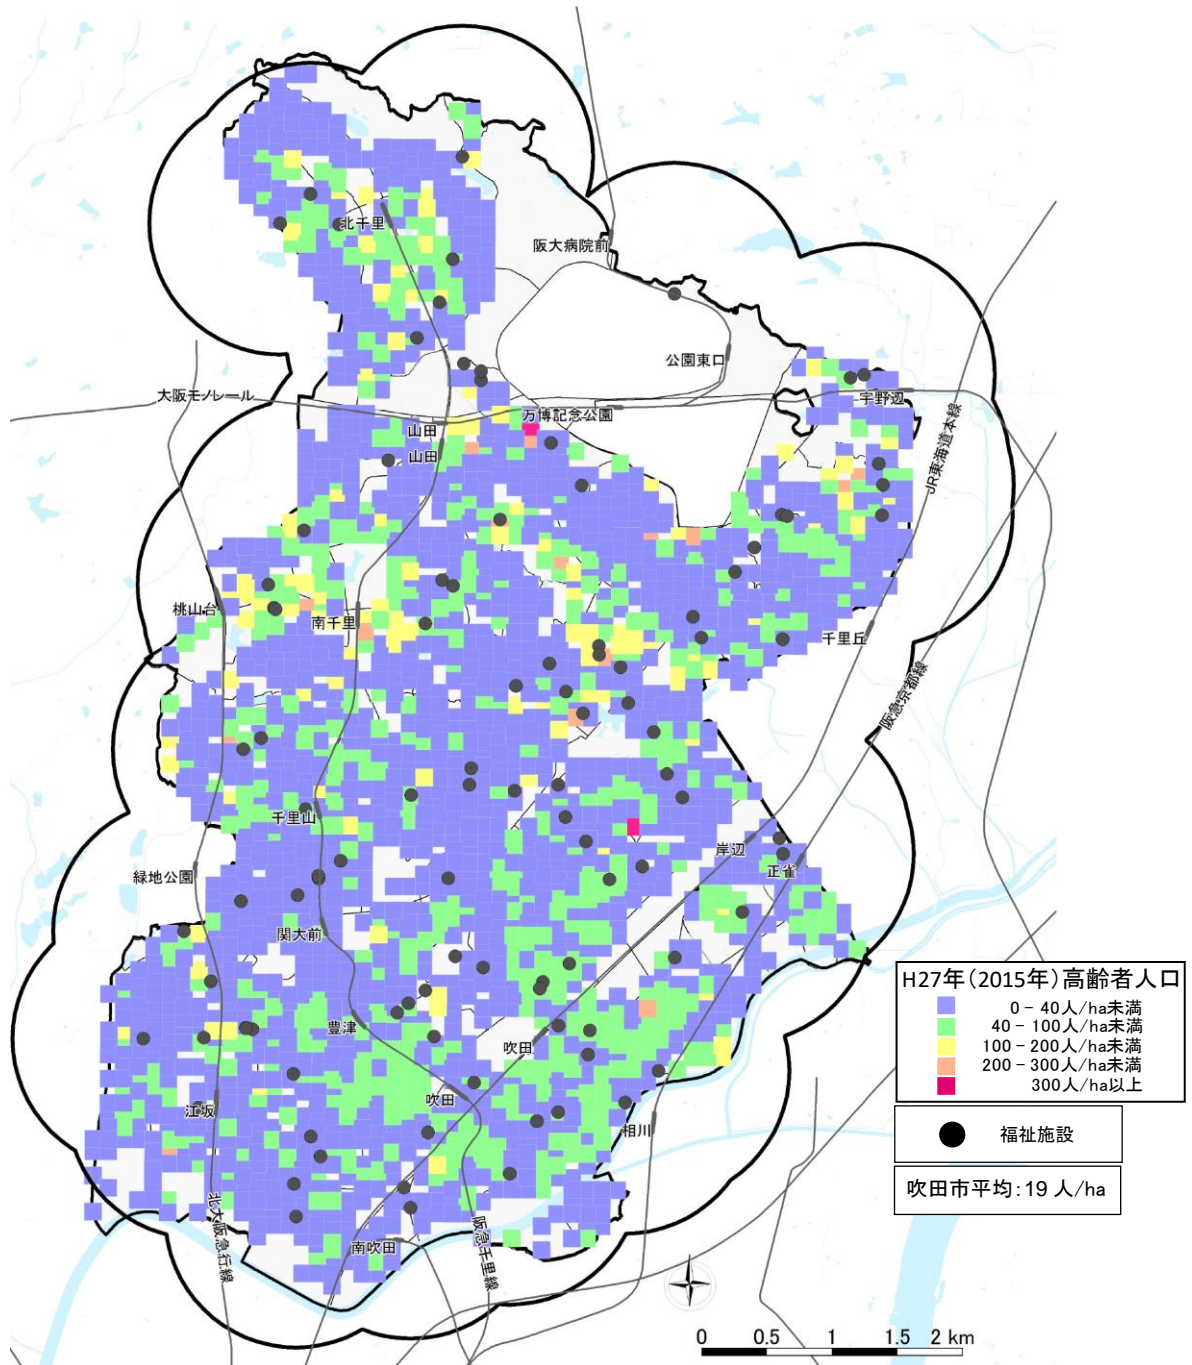 北千里
阪大病院前
公園東口
大阪モノレール
宇野辺
万博記念公園
山田
山田
JR東海道本線
桃山台
南千里
千里丘
阪急京都線
千里山
岸辺
正雀
緑地公園
関大前
豊津
吹田
吹田
江坂
相川
北大阪急行線
阪急千里線
南吹田
H27年(2015年)高齢者人口
0 - 40人/ha未満
40 - 100人/ha未満
100 - 200人/ha未満
200 - 300人/ha未満
300人/ha以上
福祉施設
吹田市平均:19 人/ha
0 0.5 1 1.5 2 km